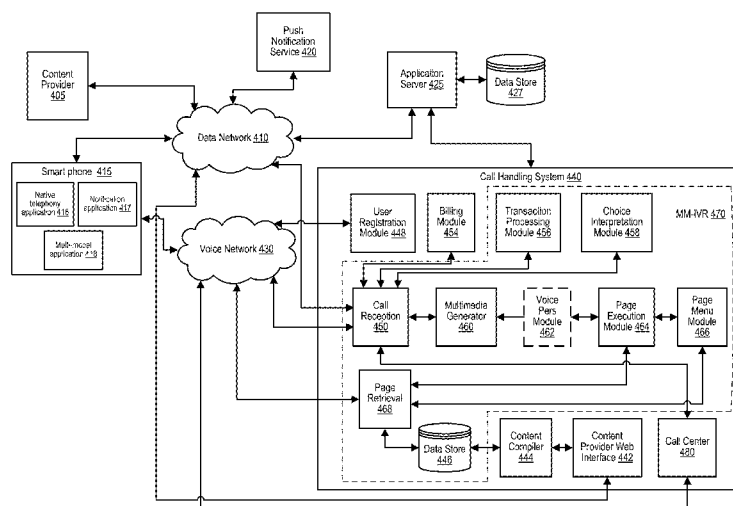 Push
Notification
Service
420
Content
Provider
405
Application
Server
425
Data Store
427
Data Network 410
Smart phone 415
Native
telephony
application 416
Notification
application 417
Multi-modal
application 418
Call Handling System 440
MM-IVR 470
User
Registration
Module
448
Billing
Module
454
Transaction
Processing
Module
456
Choice
Interpretation
Module
458
Voice Network
430
Call
Reception
450
Multimedia
Generator
460
Voice
Pers
Module
462
Page
Execution
Module
464
Page
Menu
Module
466
Page
Retrieval
468
Data Store
446
Content
Compiler
444
Content
Provider Web
Interface 442
Call Center
480